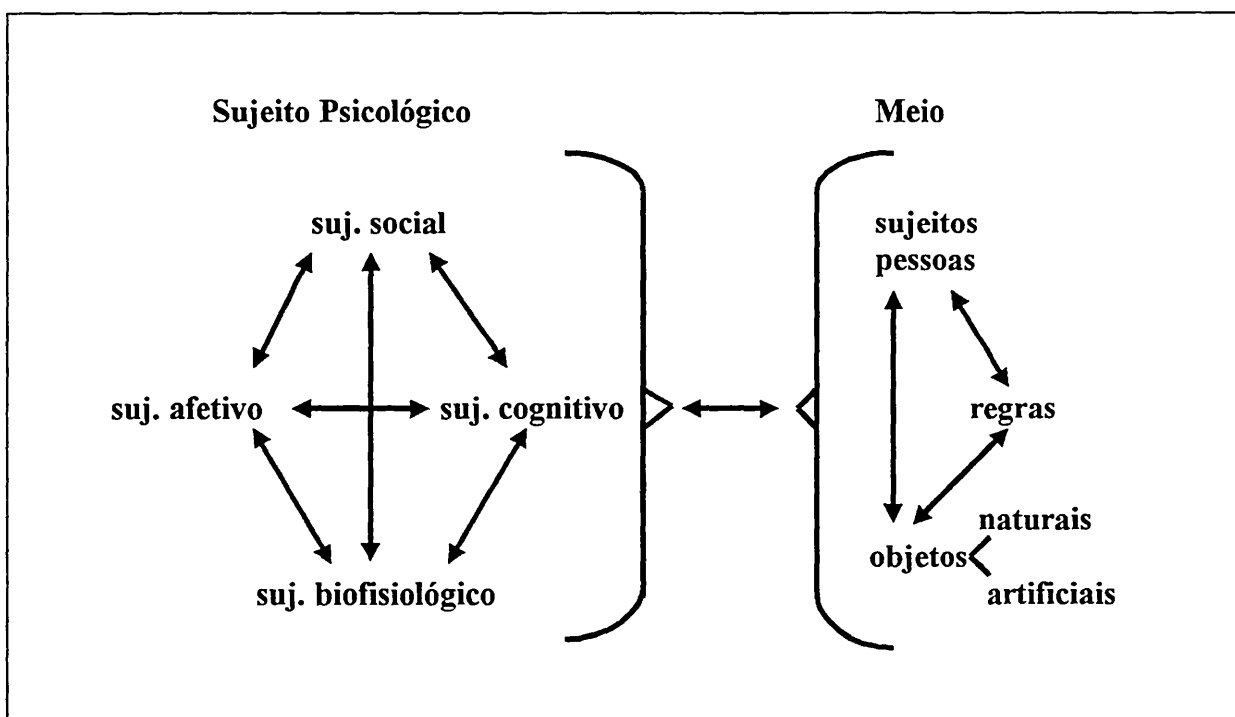 Sujeito Psicológico
suj. social
suj. afetivo
suj. cognitivo
suj. biofisiológico
Meio
sujeitos
pessoas
regras
objetos
naturais
artificiais